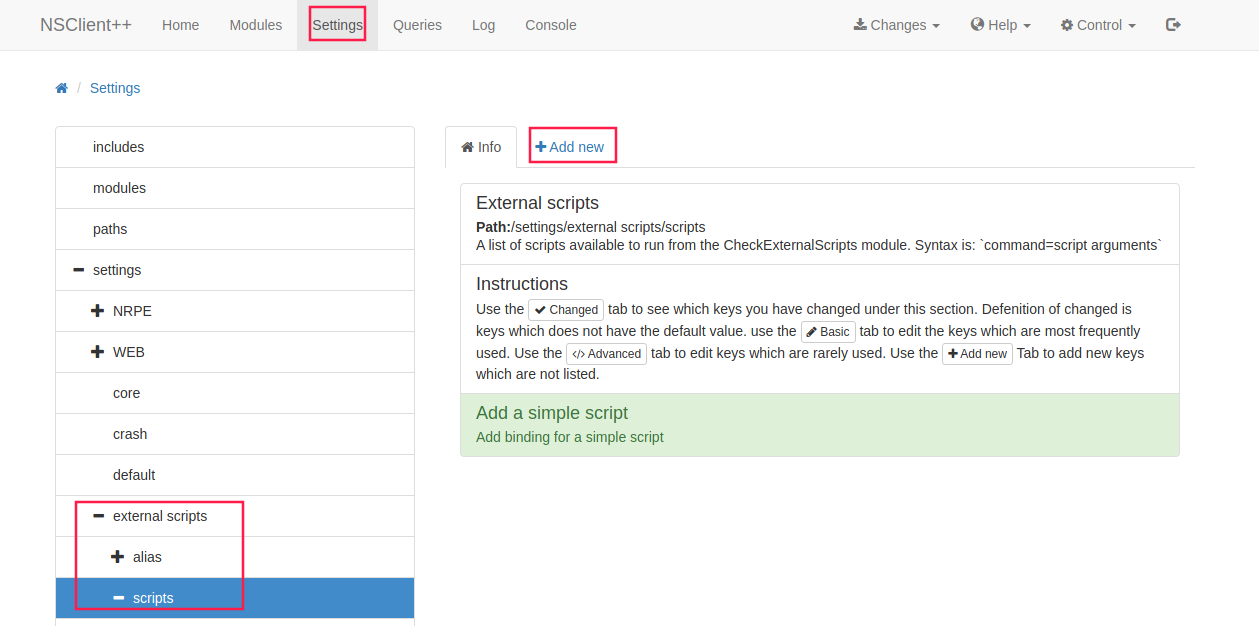 NSClient++ Home Modules Settings Queries Log Console Changes Help Control
/ Settings
includes
modules
paths
settings
NRPE
WEB
core
crash
default
external scripts
alias
scripts
Info Add new
External scripts
Path:/settings/external scripts/scripts
A list of scripts available to run from the CheckExternalScripts module. Syntax is: `command=script arguments`
Instructions
Use the Changed tab to see which keys you have changed under this section. Defenition of changed is
keys which does not have the default value. use the Basic tab to edit the keys which are most frequently
used. Use the </> Advanced tab to edit keys which are rarely used. Use the Add new Tab to add new keys
which are not listed.
Add a simple script
Add binding for a simple script